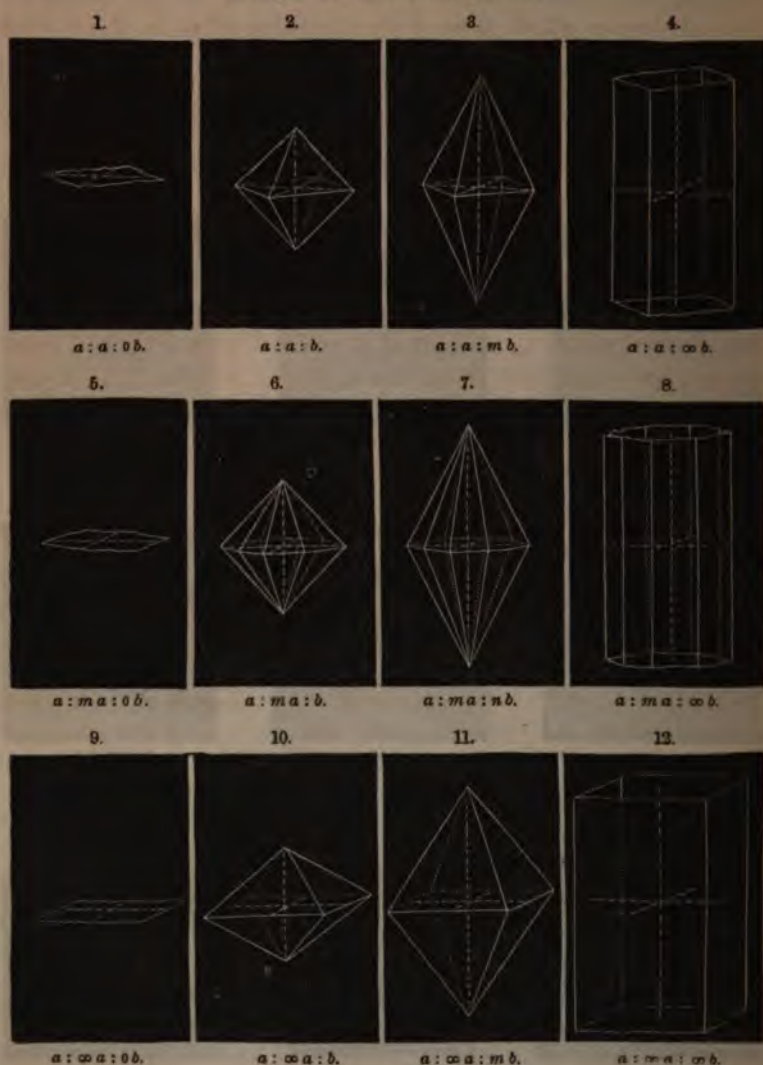 1. 2. 3. 4.
a : a : 0 b. a : a : b. a : a : m b. a : a : ∞ b.
5. 6. 7. 8.
a : m a : 0 b. a : m a : b. a : m a : n b. a : m a : ∞ b.
9. 10. 11. 12.
a : ∞ a : 0 b. a : ∞ a : b. a : ∞ a : m b. a : ∞ a : ∞ b.